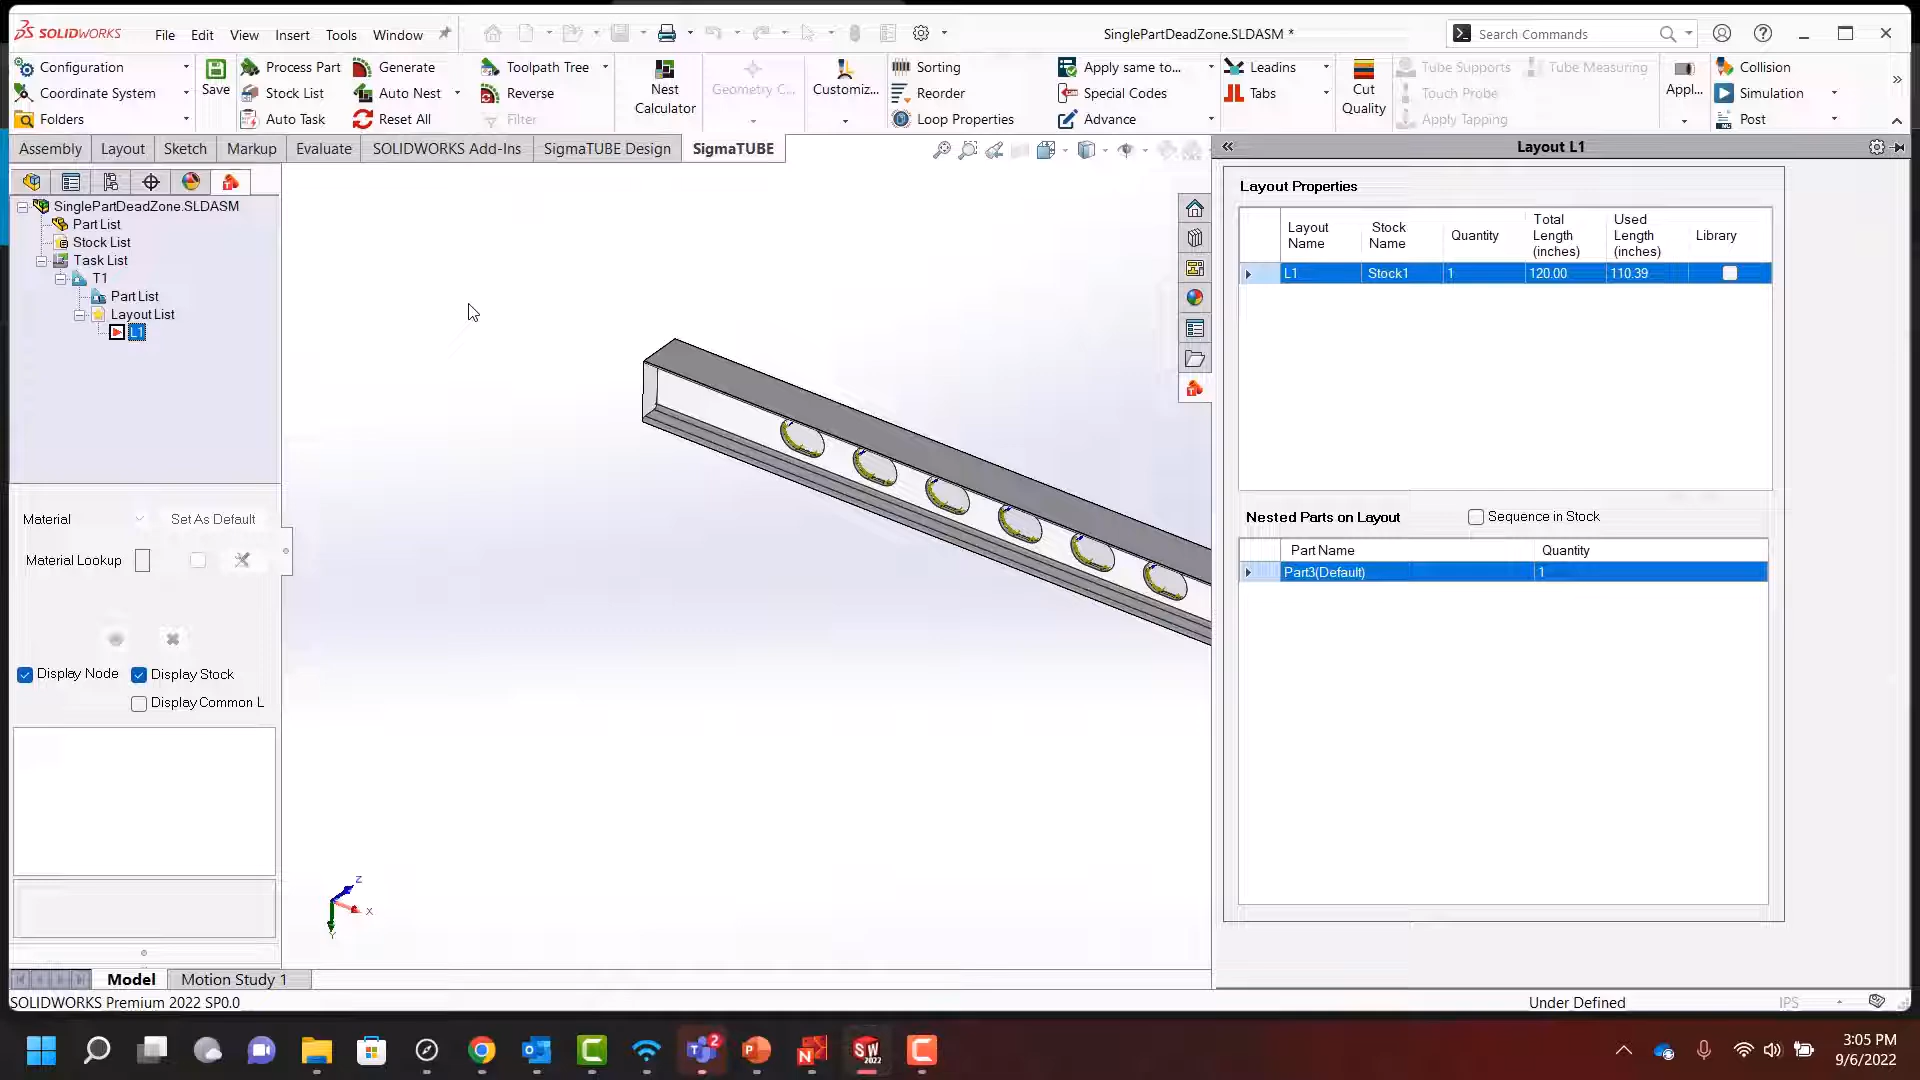 SOLIDWORKS File Edit View Insert Tools Window SinglePartDeadZone.SLDASM * Search Commands
Configuration Process Part Generate Toolpath Tree Sorting Apply same to... Leadins Tube Supports Tube Measuring Collision
Coordinate System Save Stock List Auto Nest Reverse Nest Calculator Geometry C... Customiz... Reorder Special Codes Tabs Cut Quality Touch Probe Appl... Simulation
Folders Auto Task Reset All Filter Loop Properties Advance Apply Tapping Post
Assembly Layout Sketch Markup Evaluate SOLIDWORKS Add-Ins SigmaTUBE Design SigmaTUBE
Layout L1
SinglePartDeadZone.SLDASM
Part List
Stock List
Task List
T1
Part List
Layout List
L1
Material Set As Default
Material Lookup
Display Node Display Stock
Display Common L
Z
X
Y
Layout Properties
Layout Name Stock Name Quantity Total Length (inches) Used Length (inches) Library
L1 Stock1 1 120.00 110.39
Nested Parts on Layout Sequence in Stock
Part Name Quantity
Part3(Default) 1
Model Motion Study 1
SOLIDWORKS Premium 2022 SP0.0 Under Defined IPS
2
SW
2022
3:05 PM
9/6/2022